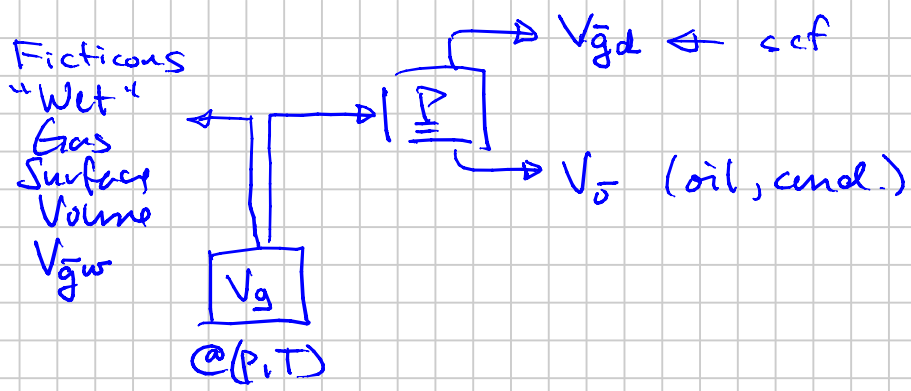 Ficticous
"Wet"
Gas
Surface
Volume
Vḡw
Vḡd ← scf
P
Vō (oil, cond.)
Vg
@(p,T)